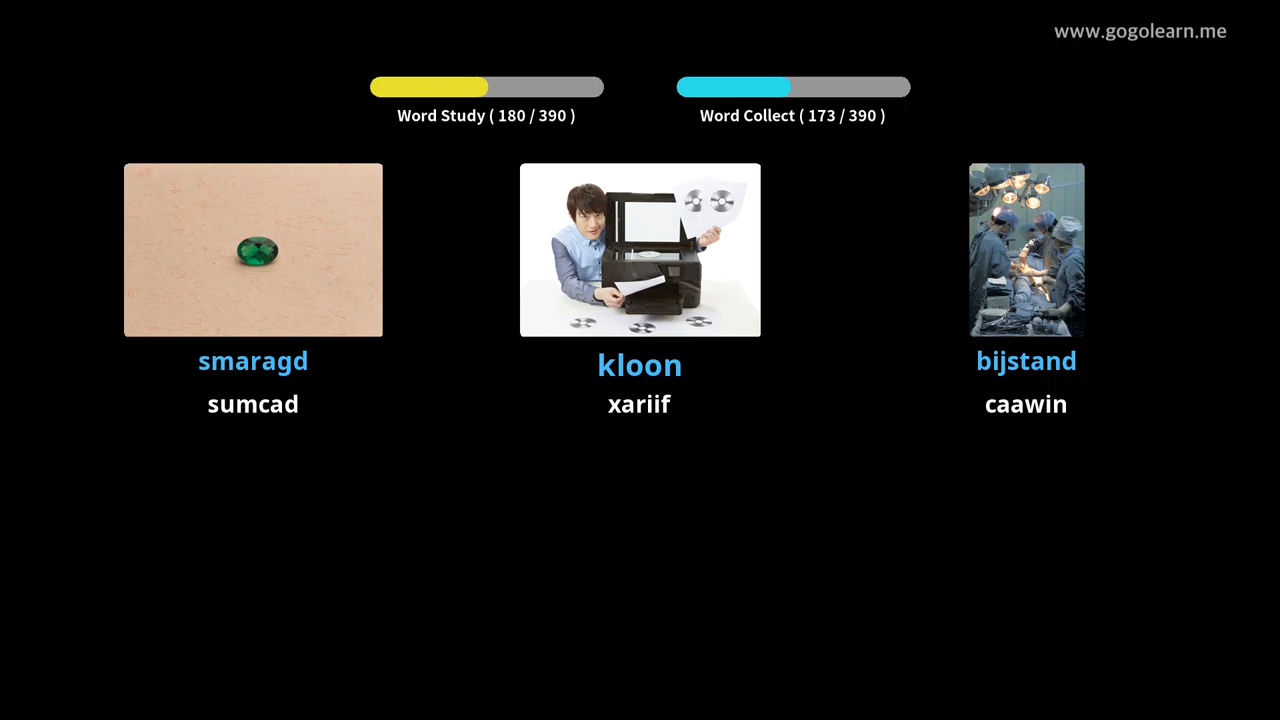 www.gogolearn.me
Word Study ( 180 / 390 )
Word Collect ( 173 / 390 )
smaragd
kloon
bijstand
sumcad
xariif
caawin